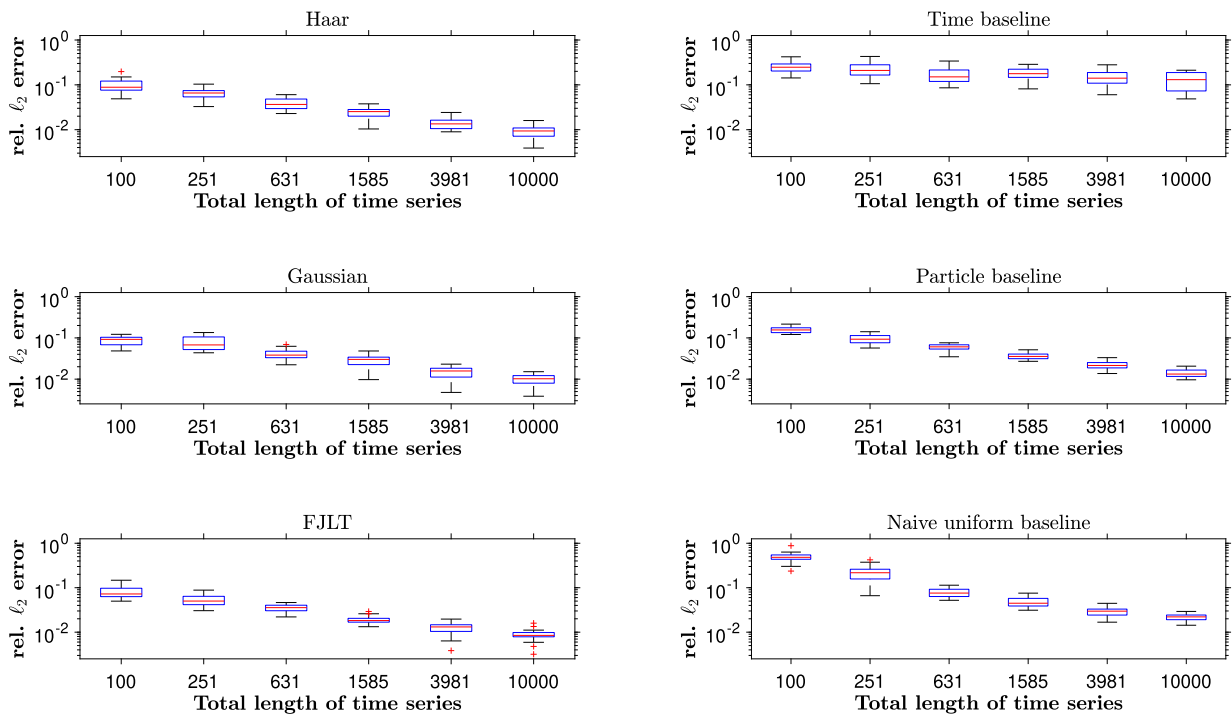 Haar
10^0
10^-1
10^-2
rel. ℓ2 error
100 251 631 1585 3981 10000
Total length of time series
Time baseline
10^0
10^-1
10^-2
rel. ℓ2 error
100 251 631 1585 3981 10000
Total length of time series
Gaussian
10^0
10^-1
10^-2
rel. ℓ2 error
100 251 631 1585 3981 10000
Total length of time series
Particle baseline
10^0
10^-1
10^-2
rel. ℓ2 error
100 251 631 1585 3981 10000
Total length of time series
FJLT
10^0
10^-1
10^-2
rel. ℓ2 error
100 251 631 1585 3981 10000
Total length of time series
Naive uniform baseline
10^0
10^-1
10^-2
rel. ℓ2 error
100 251 631 1585 3981 10000
Total length of time series